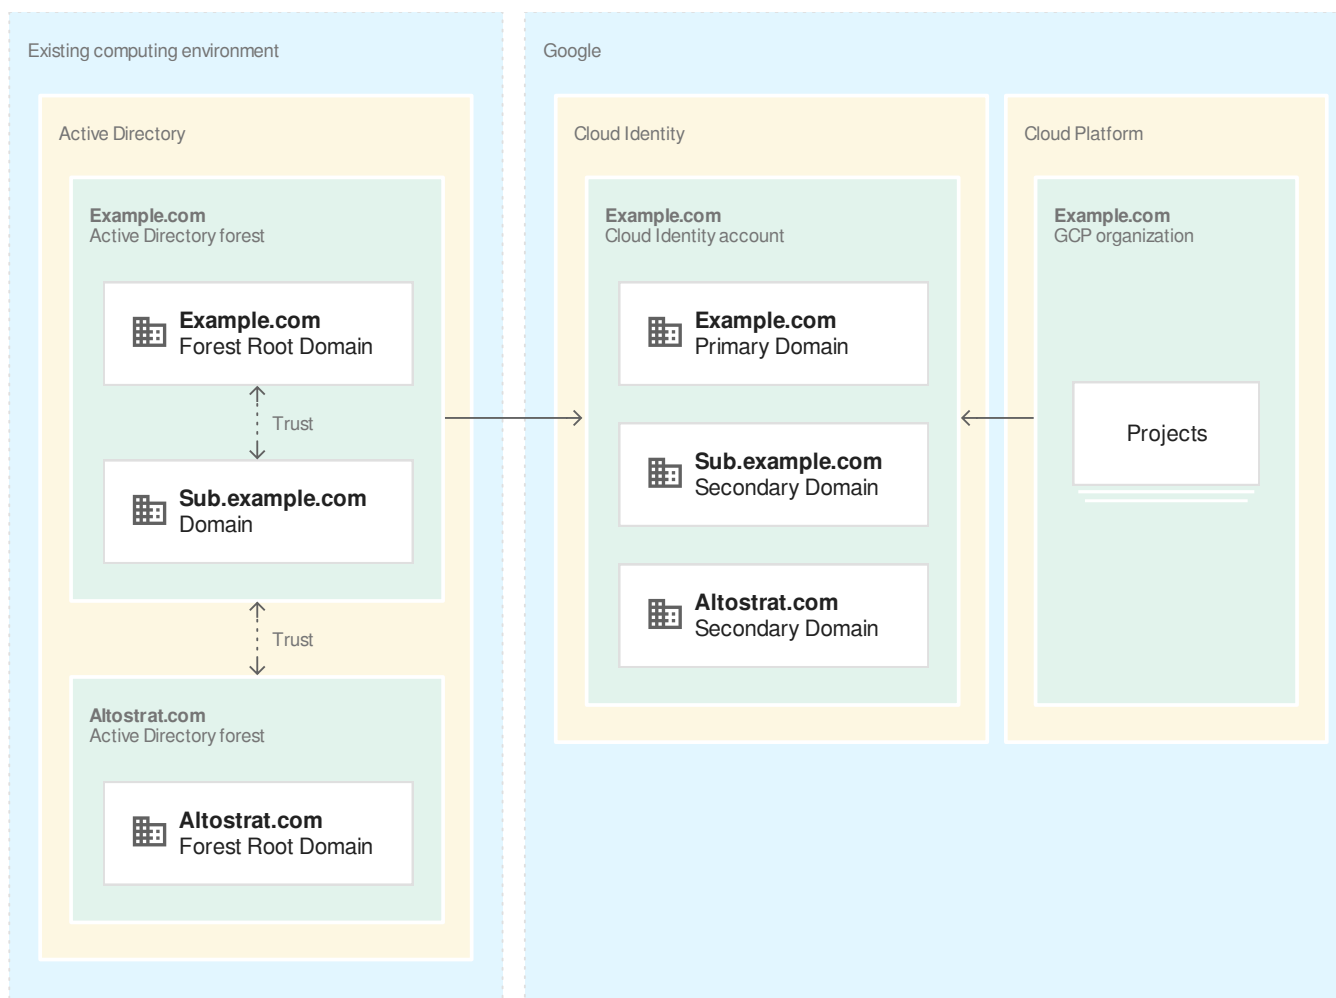 Existing computing environment
Active Directory
Example.com
Active Directory forest
Example.com
Forest Root Domain
Trust
Sub.example.com
Domain
Trust
Altostrat.com
Active Directory forest
Altostrat.com
Forest Root Domain
Google
Cloud Identity
Example.com
Cloud Identity account
Example.com
Primary Domain
Sub.example.com
Secondary Domain
Altostrat.com
Secondary Domain
Cloud Platform
Example.com
GCP organization
Projects